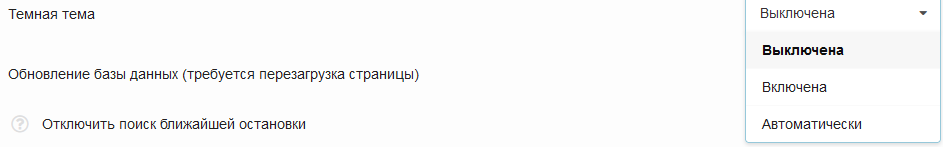 Темная тема
Выключена
Выключена
Обновление базы данных (требуется перезагрузка страницы)
Включена
? Отключить поиск ближайшей остановки
Автоматически